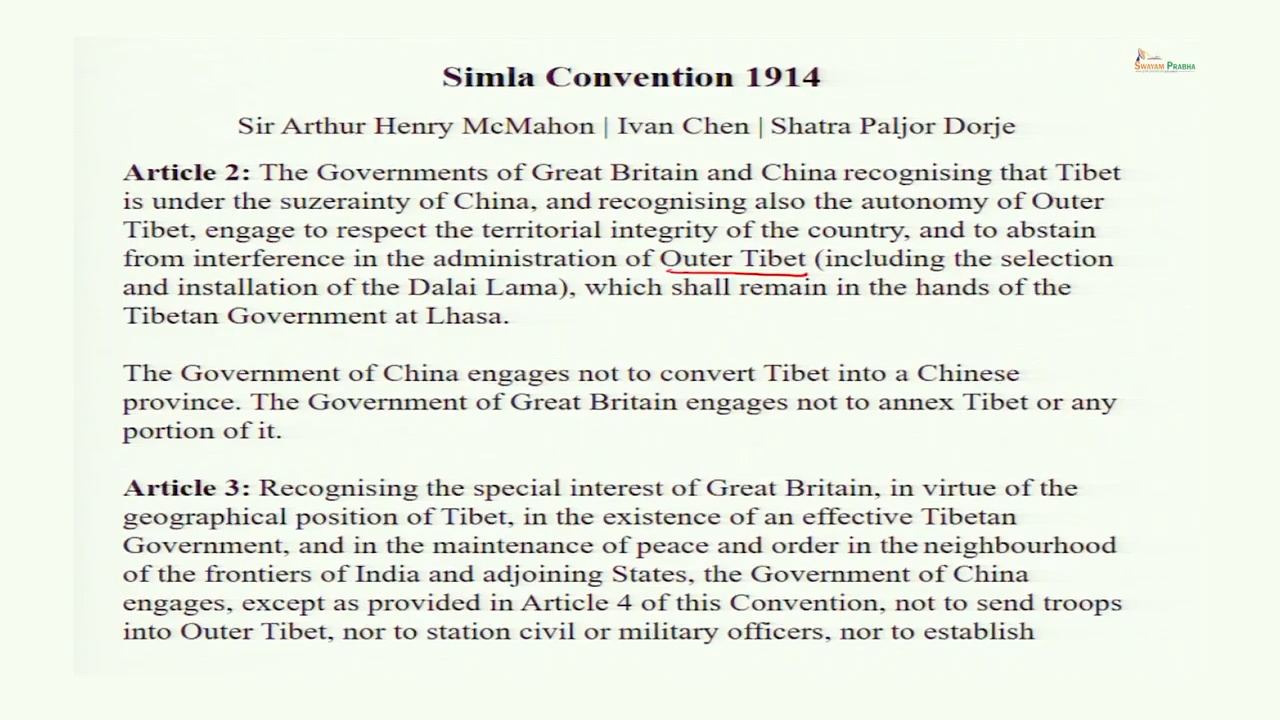 SWAYAM PRABHA
Simla Convention 1914
Sir Arthur Henry McMahon | Ivan Chen | Shatra Paljor Dorje
Article 2: The Governments of Great Britain and China recognising that Tibet
is under the suzerainty of China, and recognising also the autonomy of Outer
Tibet, engage to respect the territorial integrity of the country, and to abstain
from interference in the administration of Outer Tibet (including the selection
and installation of the Dalai Lama), which shall remain in the hands of the
Tibetan Government at Lhasa.
The Government of China engages not to convert Tibet into a Chinese
province. The Government of Great Britain engages not to annex Tibet or any
portion of it.
Article 3: Recognising the special interest of Great Britain, in virtue of the
geographical position of Tibet, in the existence of an effective Tibetan
Government, and in the maintenance of peace and order in the neighbourhood
of the frontiers of India and adjoining States, the Government of China
engages, except as provided in Article 4 of this Convention, not to send troops
into Outer Tibet, nor to station civil or military officers, nor to establish